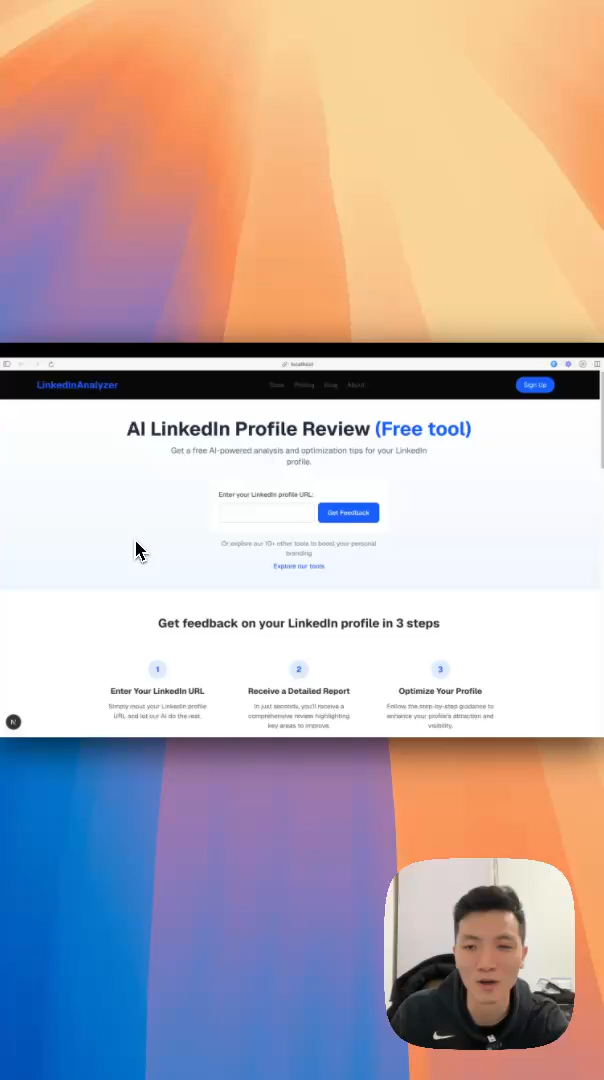 localhost
LinkedinAnalyzer
Tools Pricing Blog About
Sign Up
AI LinkedIn Profile Review (Free tool)
Get a free AI-powered analysis and optimization tips for your LinkedIn
profile.
Enter your LinkedIn profile URL:
Get Feedback
Or explore our 10+ other tools to boost your personal
branding
Explore our tools
Get feedback on your LinkedIn profile in 3 steps
1
2
3
Enter Your LinkedIn URL
Receive a Detailed Report
Optimize Your Profile
Simply input your LinkedIn profile
URL and let our AI do the rest.
In just seconds, you'll receive a
comprehensive review highlighting
key areas to improve.
Follow the step-by-step guidance to
enhance your profile's attraction and
visibility.
N